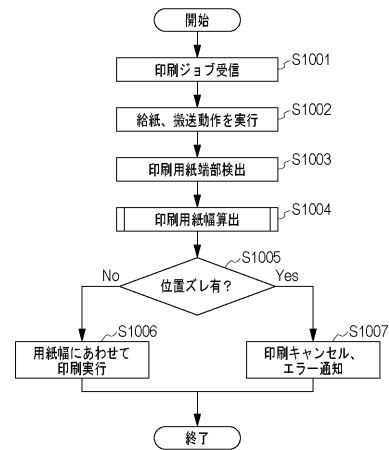 開始
印刷ジョブ受信
S1001
給紙、搬送動作を実行
S1002
印刷用紙端部検出
S1003
印刷用紙幅算出
S1004
位置ズレ有？
S1005
No
Yes
用紙幅にあわせて
印刷実行
S1006
印刷キャンセル、
エラー通知
S1007
終了